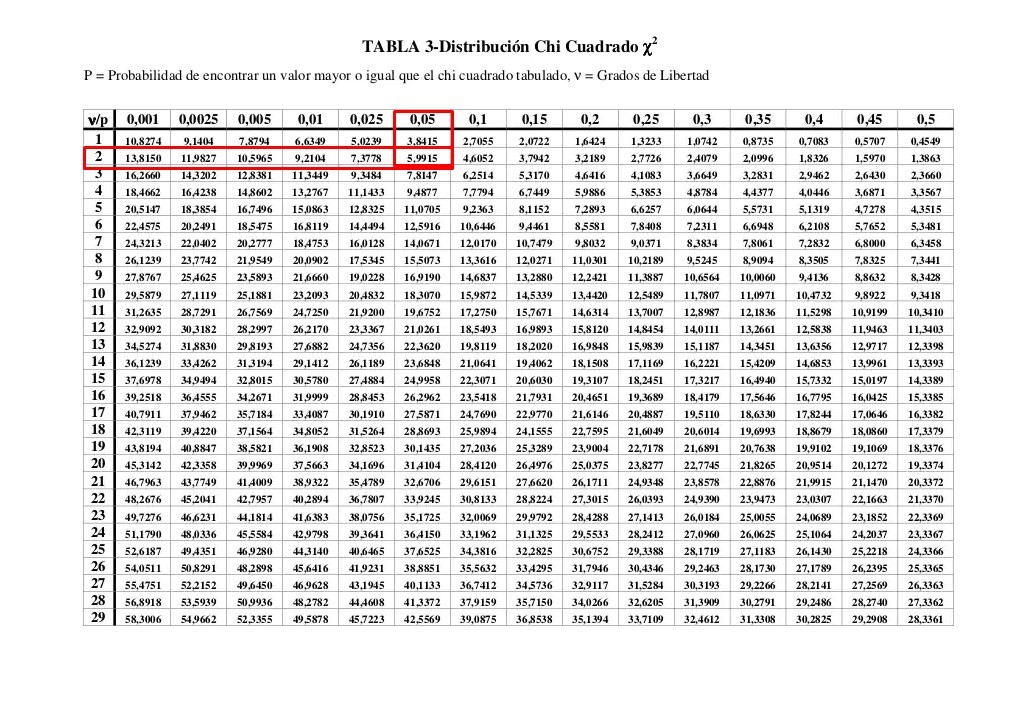 TABLA 3-Distribución Chi Cuadrado χ²
P = Probabilidad de encontrar un valor mayor o igual que el chi cuadrado tabulado, ν = Grados de Libertad
ν/p 0,001 0,0025 0,005 0,01 0,025 0,05 0,1 0,15 0,2 0,25 0,3 0,35 0,4 0,45 0,5
1 10,8274 9,1404 7,8794 6,6349 5,0239 3,8415 2,7055 2,0722 1,6424 1,3233 1,0742 0,8735 0,7083 0,5707 0,4549
2 13,8150 11,9827 10,5965 9,2104 7,3778 5,9915 4,6052 3,7942 3,2189 2,7726 2,4079 2,0996 1,8326 1,5970 1,3863
3 16,2660 14,3202 12,8381 11,3449 9,3484 7,8147 6,2514 5,3170 4,6416 4,1083 3,6649 3,2831 2,9462 2,6430 2,3660
4 18,4662 16,4238 14,8602 13,2767 11,1433 9,4877 7,7794 6,7449 5,9886 5,3853 4,8784 4,4377 4,0446 3,6871 3,3567
5 20,5147 18,3854 16,7496 15,0863 12,8325 11,0705 9,2363 8,1152 7,2893 6,6257 6,0644 5,5731 5,1319 4,7278 4,3515
6 22,4575 20,2491 18,5475 16,8119 14,4494 12,5916 10,6446 9,4461 8,5581 7,8408 7,2311 6,6948 6,2108 5,7652 5,3481
7 24,3213 22,0402 20,2777 18,4753 16,0128 14,0671 12,0170 10,7479 9,8032 9,0371 8,3834 7,8061 7,2832 6,8000 6,3458
8 26,1239 23,7742 21,9549 20,0902 17,5345 15,5073 13,3616 12,0271 11,0301 10,2189 9,5245 8,9094 8,3505 7,8325 7,3441
9 27,8767 25,4625 23,5893 21,6660 19,0228 16,9190 14,6837 13,2880 12,2421 11,3887 10,6564 10,0060 9,4136 8,8632 8,3428
10 29,5879 27,1119 25,1881 23,2093 20,4832 18,3070 15,9872 14,5339 13,4420 12,5489 11,7807 11,0971 10,4732 9,8922 9,3418
11 31,2635 28,7291 26,7569 24,7250 21,9200 19,6752 17,2750 15,7671 14,6314 13,7007 12,8987 12,1836 11,5298 10,9199 10,3410
12 32,9092 30,3182 28,2997 26,2170 23,3367 21,0261 18,5493 16,9893 15,8120 14,8454 14,0111 13,2661 12,5838 11,9463 11,3403
13 34,5274 31,8830 29,8193 27,6882 24,7356 22,3620 19,8119 18,2020 16,9848 15,9839 15,1187 14,3451 13,6356 12,9717 12,3398
14 36,1239 33,4262 31,3194 29,1412 26,1189 23,6848 21,0641 19,4062 18,1508 17,1169 16,2221 15,4209 14,6853 13,9961 13,3393
15 37,6978 34,9494 32,8015 30,5780 27,4884 24,9958 22,3071 20,6030 19,3107 18,2451 17,3217 16,4940 15,7332 15,0197 14,3389
16 39,2518 36,4555 34,2671 31,9999 28,8453 26,2962 23,5418 21,7931 20,4651 19,3689 18,4179 17,5646 16,7795 16,0425 15,3385
17 40,7911 37,9462 35,7184 33,4087 30,1910 27,5871 24,7690 22,9770 21,6146 20,4887 19,5110 18,6330 17,8244 17,0646 16,3382
18 42,3119 39,4220 37,1564 34,8052 31,5264 28,8693 25,9894 24,1555 22,7595 21,6049 20,6014 19,6993 18,8679 18,0860 17,3379
19 43,8194 40,8847 38,5821 36,1908 32,8523 30,1435 27,2036 25,3289 23,9004 22,7178 21,6891 20,7638 19,9102 19,1069 18,3376
20 45,3142 42,3358 39,9969 37,5663 34,1696 31,4104 28,4120 26,4976 25,0375 23,8277 22,7745 21,8265 20,9514 20,1272 19,3374
21 46,7963 43,7749 41,4009 38,9322 35,4789 32,6706 29,6151 27,6620 26,1711 24,9348 23,8578 22,8876 21,9915 21,1470 20,3372
22 48,2676 45,2041 42,7957 40,2894 36,7807 33,9245 30,8133 28,8224 27,3015 26,0393 24,9390 23,9473 23,0307 22,1663 21,3370
23 49,7276 46,6231 44,1814 41,6383 38,0756 35,1725 32,0069 29,9792 28,4288 27,1413 26,0184 25,0055 24,0689 23,1852 22,3369
24 51,1790 48,0336 45,5584 42,9798 39,3641 36,4150 33,1962 31,1325 29,5533 28,2412 27,0960 26,0625 25,1064 24,2037 23,3367
25 52,6187 49,4351 46,9280 44,3140 40,6465 37,6525 34,3816 32,2825 30,6752 29,3388 28,1719 27,1183 26,1430 25,2218 24,3366
26 54,0511 50,8291 48,2898 45,6416 41,9231 38,8851 35,5632 33,4295 31,7946 30,4346 29,2463 28,1730 27,1789 26,2395 25,3365
27 55,4751 52,2152 49,6450 46,9628 43,1945 40,1133 36,7412 34,5736 32,9117 31,5284 30,3193 29,2266 28,2141 27,2569 26,3363
28 56,8918 53,5939 50,9936 48,2782 44,4608 41,3372 37,9159 35,7150 34,0266 32,6205 31,3909 30,2791 29,2486 28,2740 27,3362
29 58,3006 54,9662 52,3355 49,5878 45,7223 42,5569 39,0875 36,8538 35,1394 33,7109 32,4612 31,3308 30,2825 29,2908 28,3361